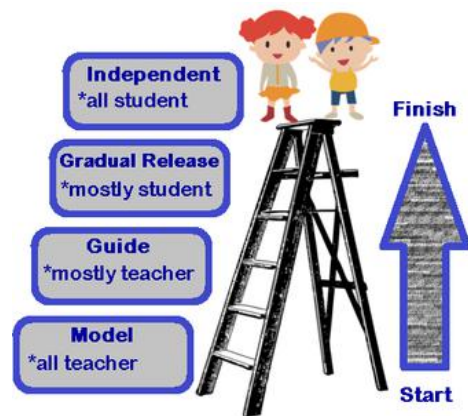 Independent
*all student
Gradual Release
*mostly student
Guide
*mostly teacher
Model
*all teacher
Finish
Start